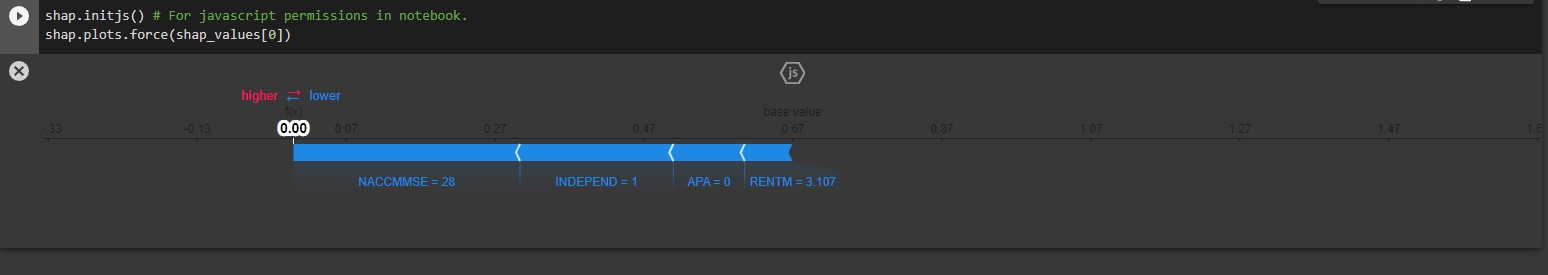 shap.initjs() # For javascript permissions in notebook.
shap.plots.force(shap_values[0])
js
higher lower
f(x) base value
.33 -0.13 0.00 0.07 0.27 0.47 0.67 0.87 1.07 1.27 1.47 1.6
NACCMMSE = 28 INDEPEND = 1 APA = 0 RENTM = 3.107